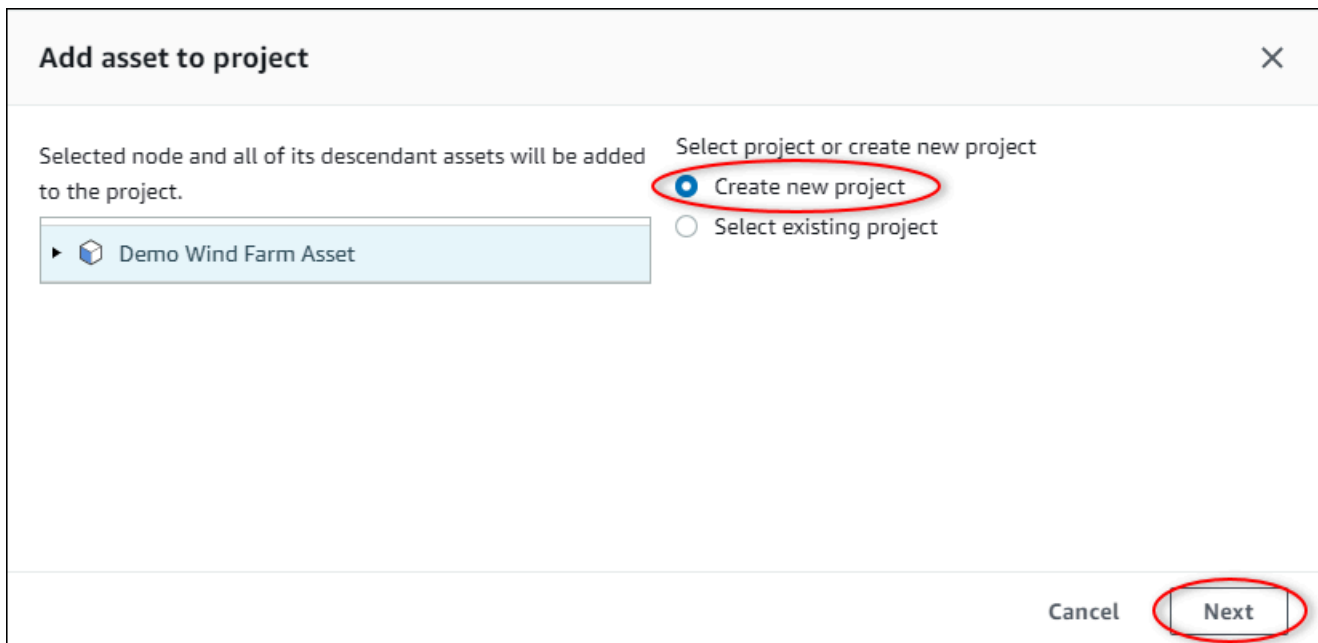 Add asset to project
Selected node and all of its descendant assets will be added
to the project.
Demo Wind Farm Asset
Select project or create new project
Create new project
Select existing project
Cancel
Next